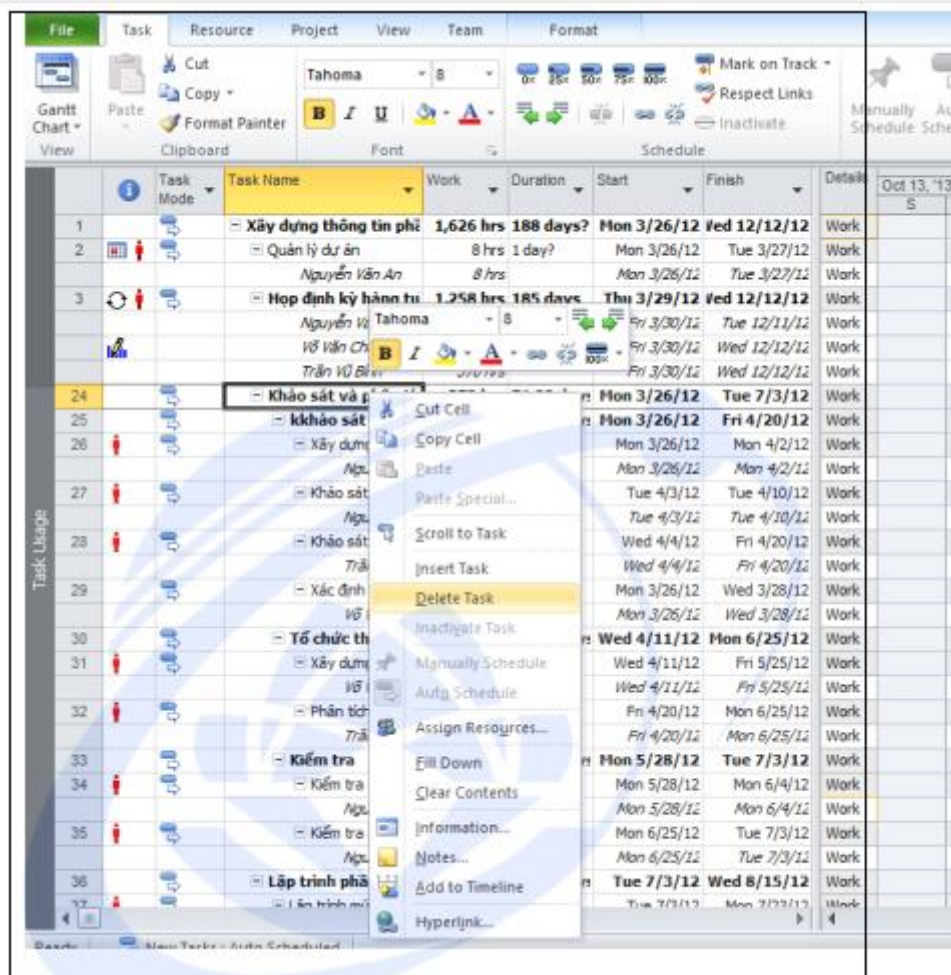 File Task Resource Project View Team Format
Cut
Copy
Format Painter
Paste
Gantt Chart
Tahoma 8
B I U A
0x 25x 50x 75x 100x
Mark on Track
Respect Links
Inactivate
View Clipboard Font Schedule
Task Mode Task Name Work Duration Start Finish Details Oct 13, '13
S
1 Xây dựng thông tin phầ 1,626 hrs 188 days? Mon 3/26/12 Wed 12/12/12 Work
2 Quản lý dự án 8 hrs 1 day? Mon 3/26/12 Tue 3/27/12 Work
Nguyễn Văn An 8 hrs Mon 3/26/12 Tue 3/27/12 Work
3 Họp định kỳ hàng tu 1,258 hrs 185 days Thu 3/29/12 Wed 12/12/12 Work
Nguyễn Fri 3/30/12 Tue 12/11/12 Work
Võ Văn Fri 3/30/12 Wed 12/12/12 Work
Trần Vũ Fri 3/30/12 Wed 12/12/12 Work
Tahoma 8
B I A 100x
24 Khảo sát và Mon 3/26/12 Tue 7/3/12 Work
25 kkhảo sát Mon 3/26/12 Fri 4/20/12 Work
26 Xây Mon 3/26/12 Mon 4/2/12 Work
Mon 3/26/12 Mon 4/2/12 Work
27 Khảo sát Tue 4/3/12 Tue 4/10/12 Work
Tue 4/3/12 Tue 4/10/12 Work
28 Khảo sát Wed 4/4/12 Fri 4/20/12 Work
Wed 4/4/12 Fri 4/20/12 Work
29 Xác định Mon 3/26/12 Wed 3/28/12 Work
Võ Mon 3/26/12 Wed 3/28/12 Work
30 Tổ chức th Wed 4/11/12 Mon 6/25/12 Work
31 Xây Wed 4/11/12 Fri 5/25/12 Work
Võ Wed 4/11/12 Fri 5/25/12 Work
32 Phân tích Fri 4/20/12 Mon 6/25/12 Work
Fri 4/20/12 Mon 6/25/12 Work
33 Kiểm tra Mon 5/28/12 Tue 7/3/12 Work
34 Kiểm tra Mon 5/28/12 Mon 6/4/12 Work
Mon 5/28/12 Mon 6/4/12 Work
35 Kiểm tra Mon 6/25/12 Tue 7/3/12 Work
Mon 6/25/12 Tue 7/3/12 Work
36 Lập trình phầ Tue 7/3/12 Wed 8/15/12 Work
Cut Cell
Copy Cell
Paste
Paste Special...
Scroll to Task
Insert Task
Delete Task
Inactivate Task
Manually Schedule
Auto Schedule
Assign Resources...
Fill Down
Clear Contents
Information...
Notes...
Add to Timeline
Hyperlink...
Task Usage
Ready New Tasks : Auto Scheduled